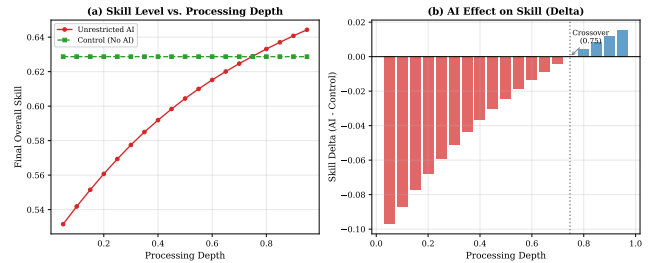 (a) Skill Level vs. Processing Depth
Unrestricted AI
Control (No AI)
Final Overall Skill
0.64
0.62
0.60
0.58
0.56
0.54
0.2
0.4
0.6
0.8
Processing Depth
(b) AI Effect on Skill (Delta)
Crossover
(0.75)
Skill Delta (AI - Control)
0.02
0.00
−0.02
−0.04
−0.06
−0.08
−0.10
0.0
0.2
0.4
0.6
0.8
1.0
Processing Depth